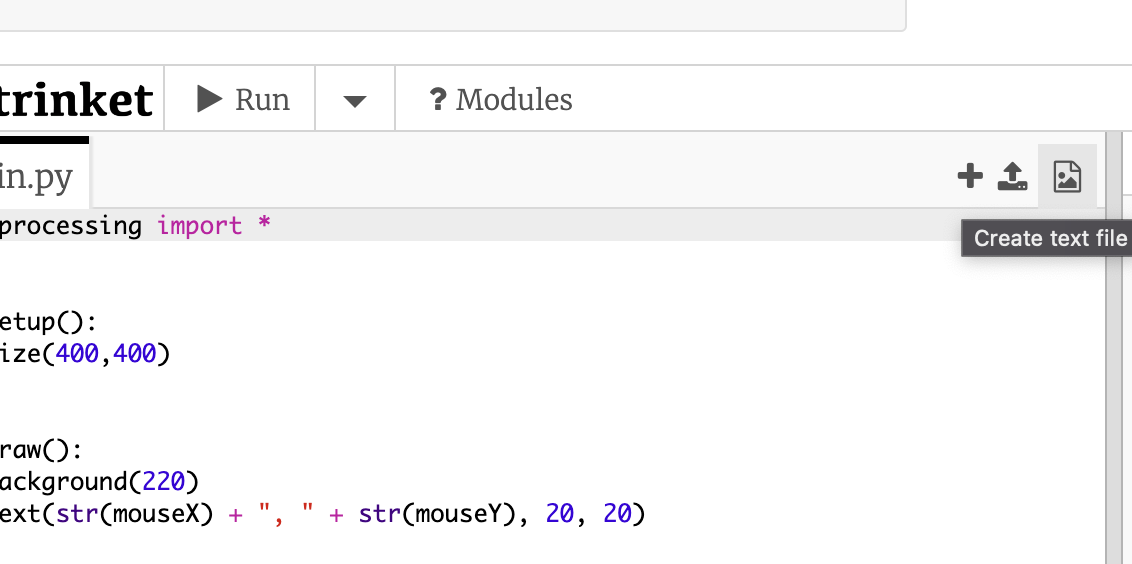 trinket Run ? Modules
in.py
processing import *
Create text file
etup():
ize(400,400)
raw():
ackground(220)
ext(str(mouseX) + ", " + str(mouseY), 20, 20)